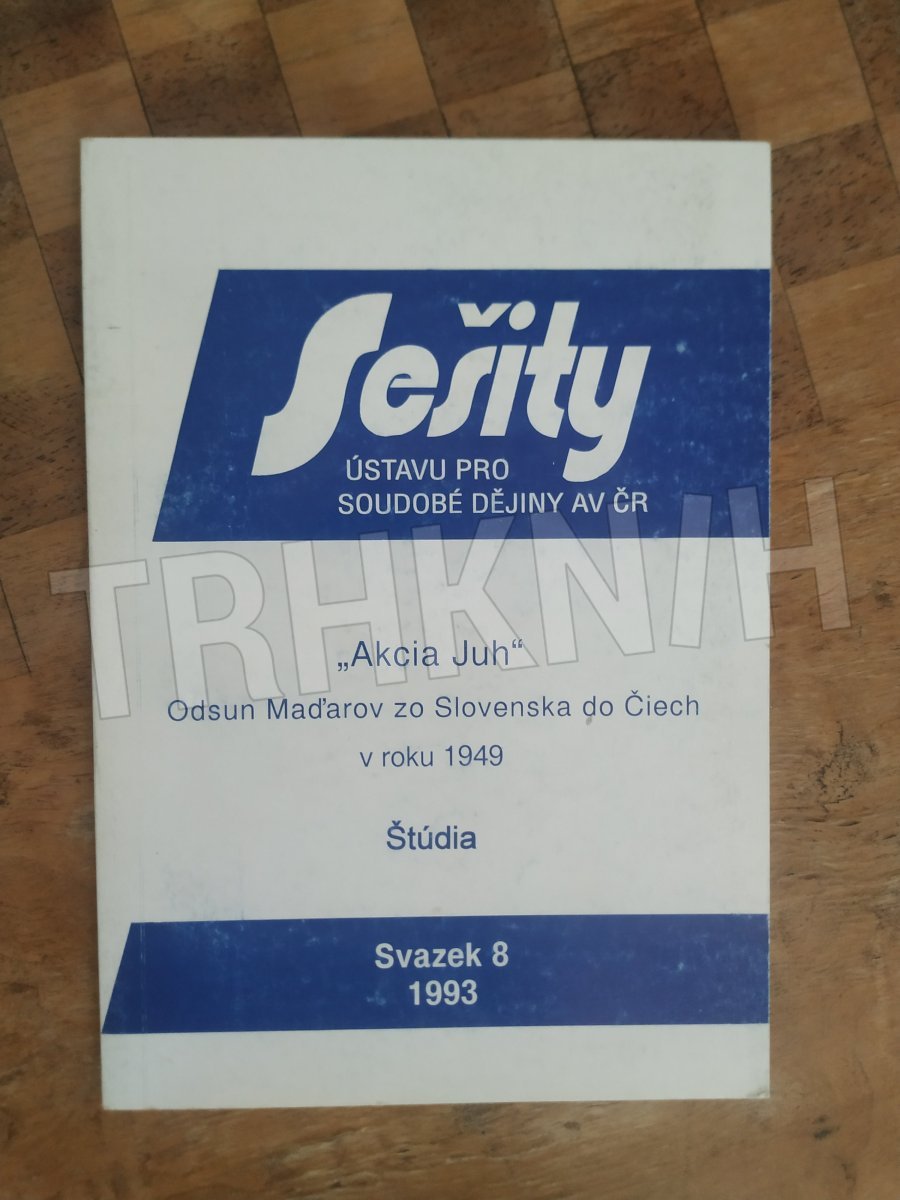 Sešity
ÚSTAVU PRO
SOUDOBÉ DĚJINY AV ČR
TRHKNIH
„Akcia Juh“
Odsun Maďarov zo Slovenska do Čiech
v roku 1949
Štúdia
Svazek 8
1993